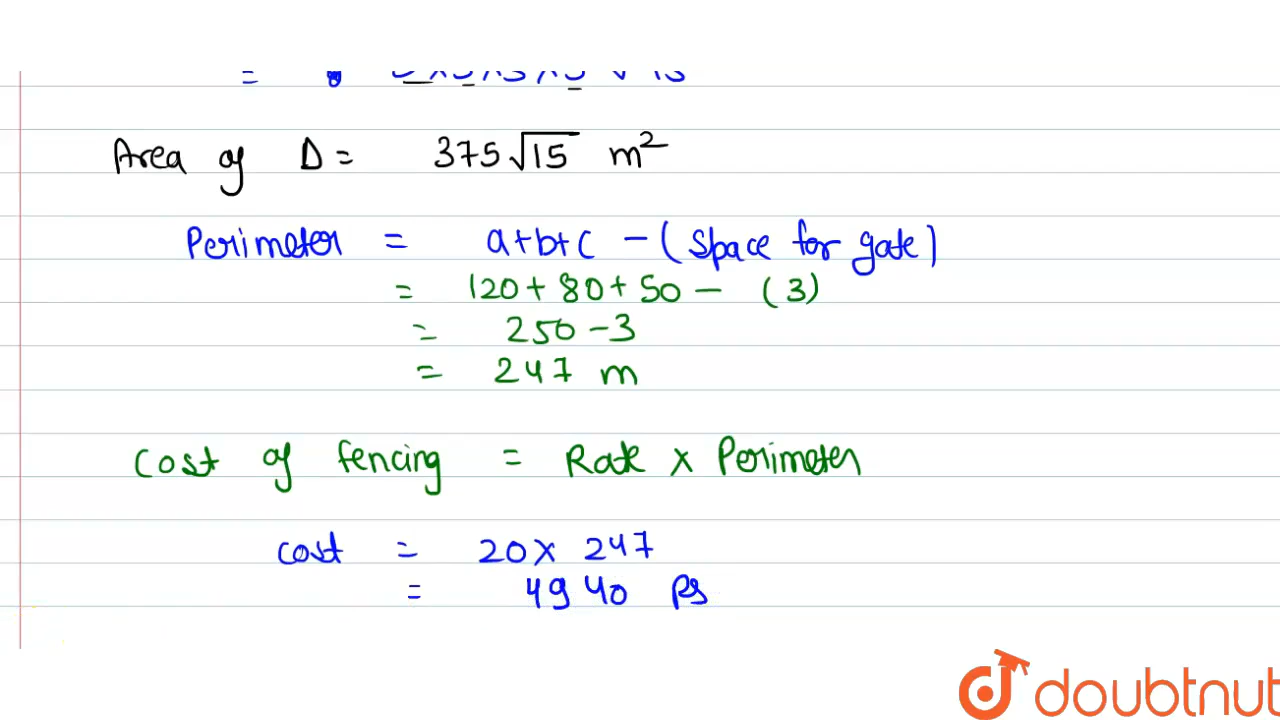 Area of Δ = 375√15 m²
Perimeter = a+b+c - (space for gate)
= 120+80+50 - (3)
= 250-3
= 247 m
Cost of fencing = Rate x Perimeter
Cost = 20x 247
= 4940 Rs
doubtnut